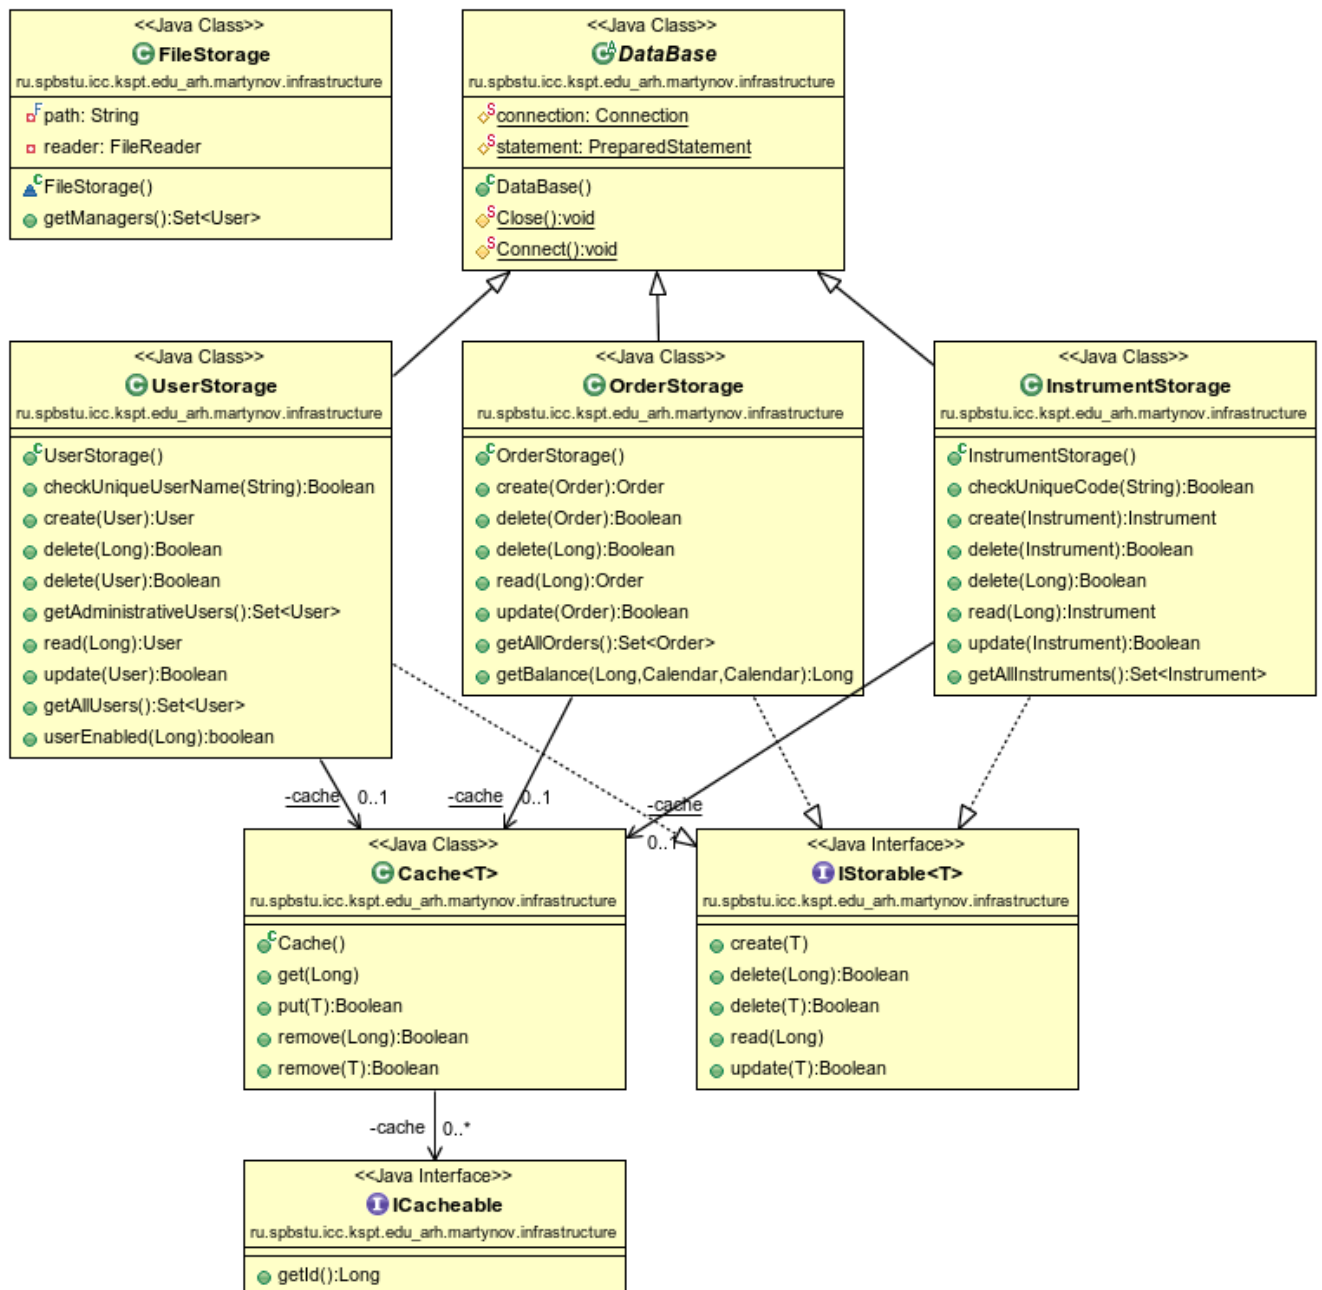 <<Java Class>>
FileStorage
ru.spbstu.icc.kspt.edu_arh.martynov.infrastructure
path: String
reader: FileReader
FileStorage()
getManagers():Set<User>
<<Java Class>>
DataBase
ru.spbstu.icc.kspt.edu_arh.martynov.infrastructure
connection: Connection
statement: PreparedStatement
DataBase()
Close():void
Connect():void
<<Java Class>>
UserStorage
ru.spbstu.icc.kspt.edu_arh.martynov.infrastructure
UserStorage()
checkUniqueUserName(String):Boolean
create(User):User
delete(Long):Boolean
delete(User):Boolean
getAdministrativeUsers():Set<User>
read(Long):User
update(User):Boolean
getAllUsers():Set<User>
userEnabled(Long):boolean
<<Java Class>>
OrderStorage
ru.spbstu.icc.kspt.edu_arh.martynov.infrastructure
OrderStorage()
create(Order):Order
delete(Order):Boolean
delete(Long):Boolean
read(Long):Order
update(Order):Boolean
getAllOrders():Set<Order>
getBalance(Long,Calendar,Calendar):Long
<<Java Class>>
InstrumentStorage
ru.spbstu.icc.kspt.edu_arh.martynov.infrastructure
InstrumentStorage()
checkUniqueCode(String):Boolean
create(Instrument):Instrument
delete(Instrument):Boolean
delete(Long):Boolean
read(Long):Instrument
update(Instrument):Boolean
getAllInstruments():Set<Instrument>
-cache 0..1
-cache 0..1
-cache
0..1
<<Java Class>>
Cache<T>
ru.spbstu.icc.kspt.edu_arh.martynov.infrastructure
Cache()
get(Long)
put(T):Boolean
remove(Long):Boolean
remove(T):Boolean
<<Java Interface>>
IStorable<T>
ru.spbstu.icc.kspt.edu_arh.martynov.infrastructure
create(T)
delete(Long):Boolean
delete(T):Boolean
read(Long)
update(T):Boolean
-cache 0..*
<<Java Interface>>
ICacheable
ru.spbstu.icc.kspt.edu_arh.martynov.infrastructure
getId():Long